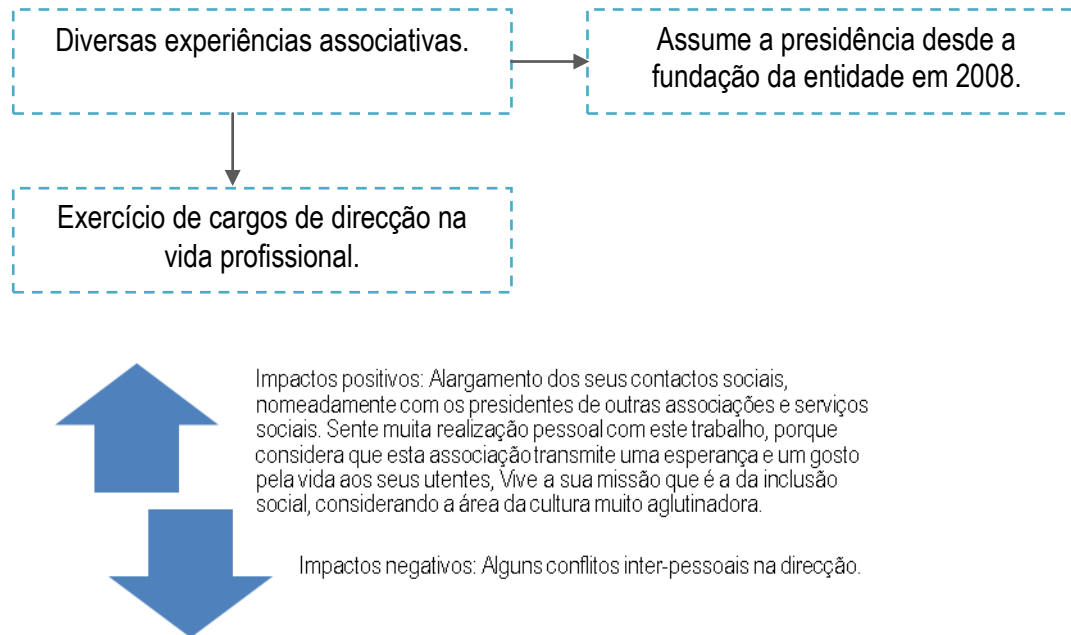 Diversas experiências associativas.
Assume a presidência desde a
fundação da entidade em 2008.
Exercício de cargos de direcção na
vida profissional.
Impactos positivos: Alargamento dos seus contactos sociais,
nomeadamente com os presidentes de outras associações e serviços
sociais. Sente muita realização pessoal com este trabalho, porque
considera que esta associação transmite uma esperança e um gosto
pela vida aos seus utentes, Vive a sua missão que é a da inclusão
social, considerando a área da cultura muito aglutinadora.
Impactos negativos: Alguns conflitos inter-pessoais na direcção.